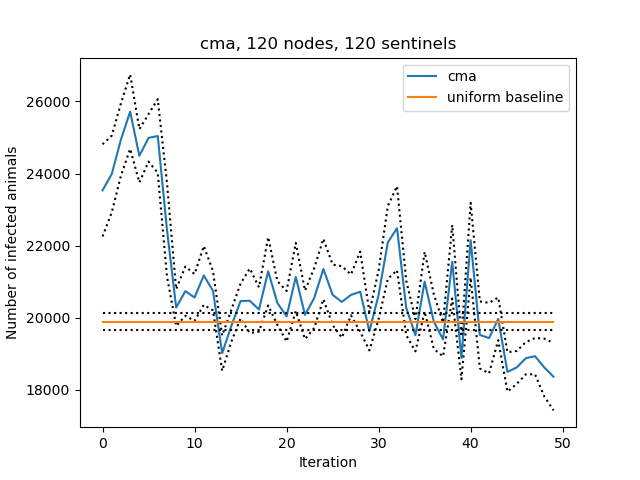 cma, 120 nodes, 120 sentinels
cma
uniform baseline
Number of infected animals
26000
24000
22000
20000
18000
0 10 20 30 40 50
Iteration